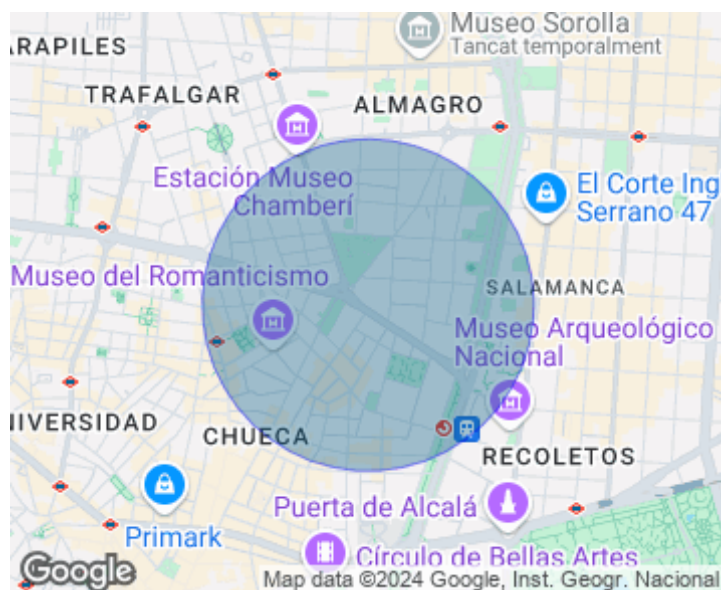 Museo Sorolla
Tancat temporalment
ARAPILES
TRAFALGAR
ALMAGRO
Estación Museo
Chamberí
El Corte Ing
Serrano 47
Museo del Romanticismo
SALAMANCA
Museo Arqueológico
Nacional
NIVERSIDAD
CHUECA
RECOLETOS
Puerta de Alcalá
Primark
Círculo de Bellas Artes
Google
Map data ©2024 Google, Inst. Geogr. Nacional